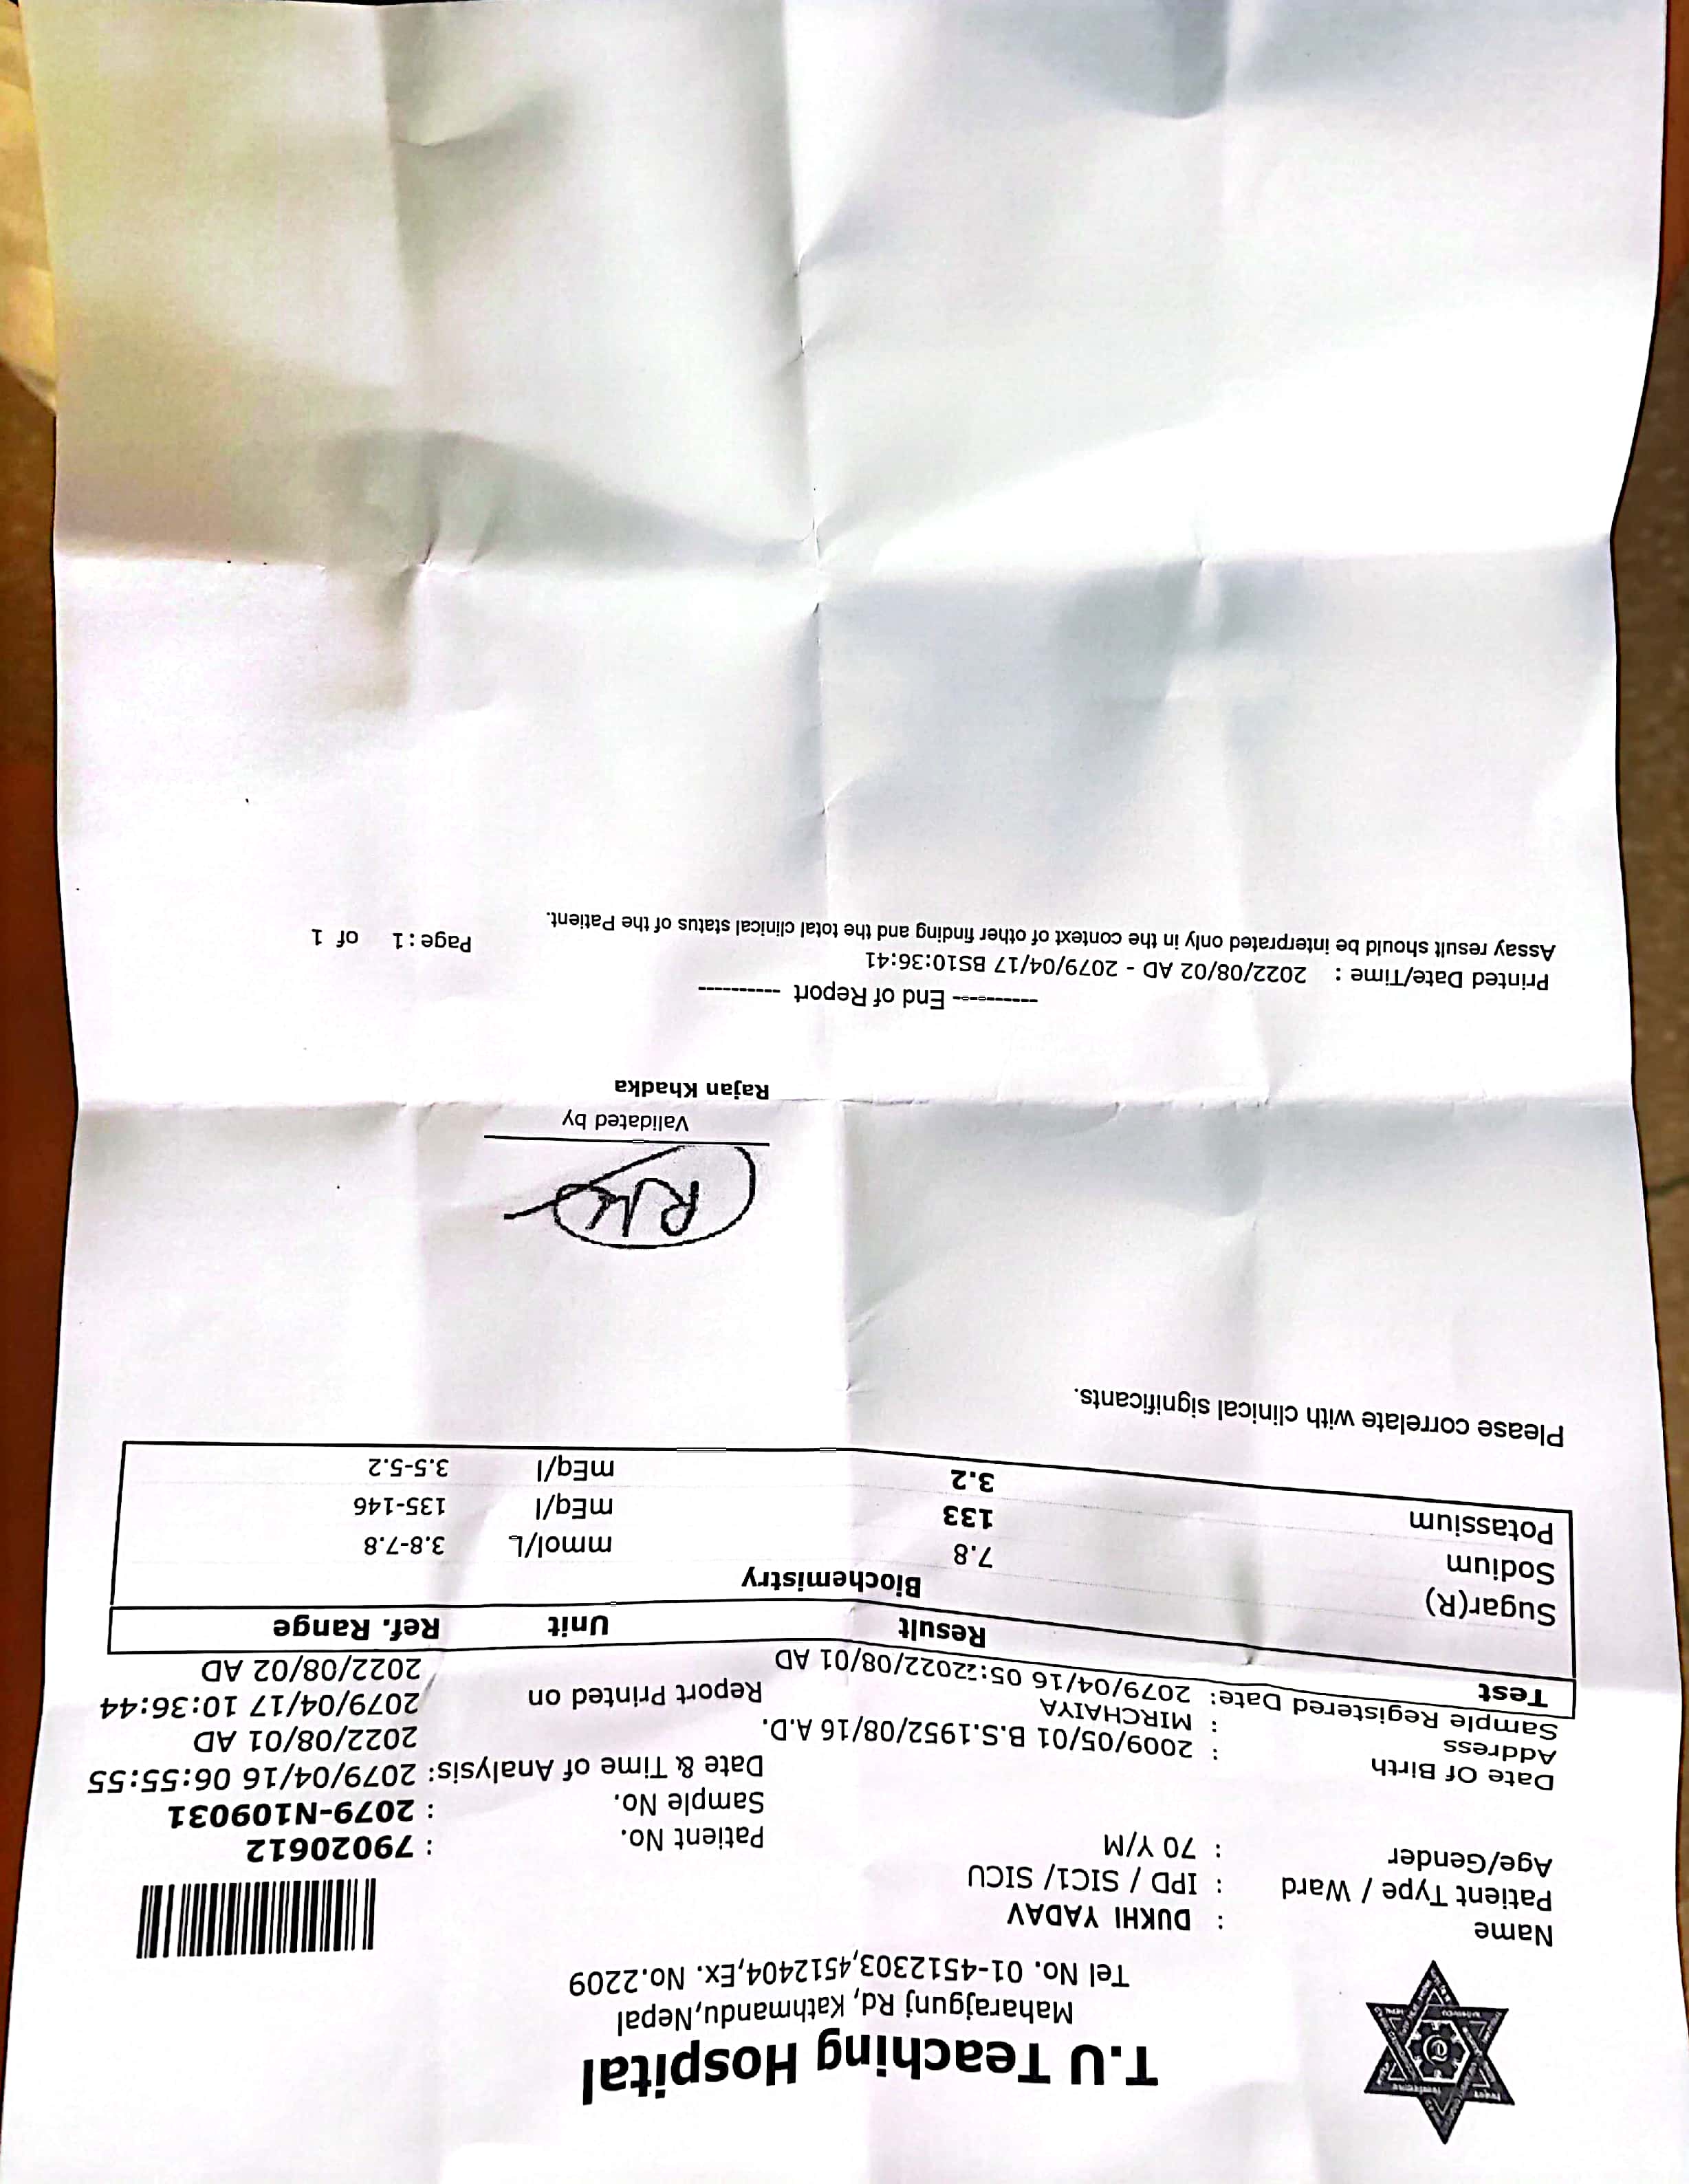 T.U Teaching Hospital
Maharajgunj Rd, Kathmandu,Nepal
Tel No. 01-4512303,4512404,Ex. No.2209
Name : DUKHI YADAV
Patient Type / Ward : IPD / SIC1/ SICU
Age/Gender : 70 Y/M
Patient No. : 79020612
Sample No. : 2079-N109031
Date Of Birth : 2009/05/01 B.S.1952/08/16 A.D.
Date & Time of Analysis: 2079/04/16 06:55:55
2022/08/01 AD
Address : MIRCHAIYA
Report Printed on 2079/04/17 10:36:44
2022/08/02 AD
Sample Registered Date: 2079/04/16 05:22022/08/01 AD
Test Result Unit Ref. Range
Biochemistry
Sugar(R) 7.8 mmol/L 3.8-7.8
Sodium 133 mEq/l 135-146
Potassium 3.2 mEq/l 3.5-5.2
Please correlate with clinical significants.
RK
Validated by
Rajan Khadka
---------- End of Report ----------
Printed Date/Time : 2022/08/02 AD - 2079/04/17 BS10:36:41
Assay result should be interprated only in the context of other finding and the total clinical status of the Patient.
Page:1 of 1